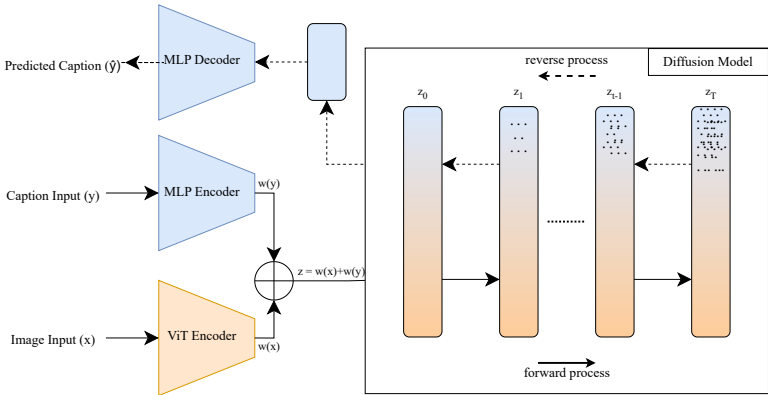 Predicted Caption (ŷ)
MLP Decoder
Caption Input (y)
MLP Encoder
w(y)
z = w(x)+w(y)
Image Input (x)
ViT Encoder
w(x)
Diffusion Model
reverse process
z0
z1
zt-1
zT
..........
forward process